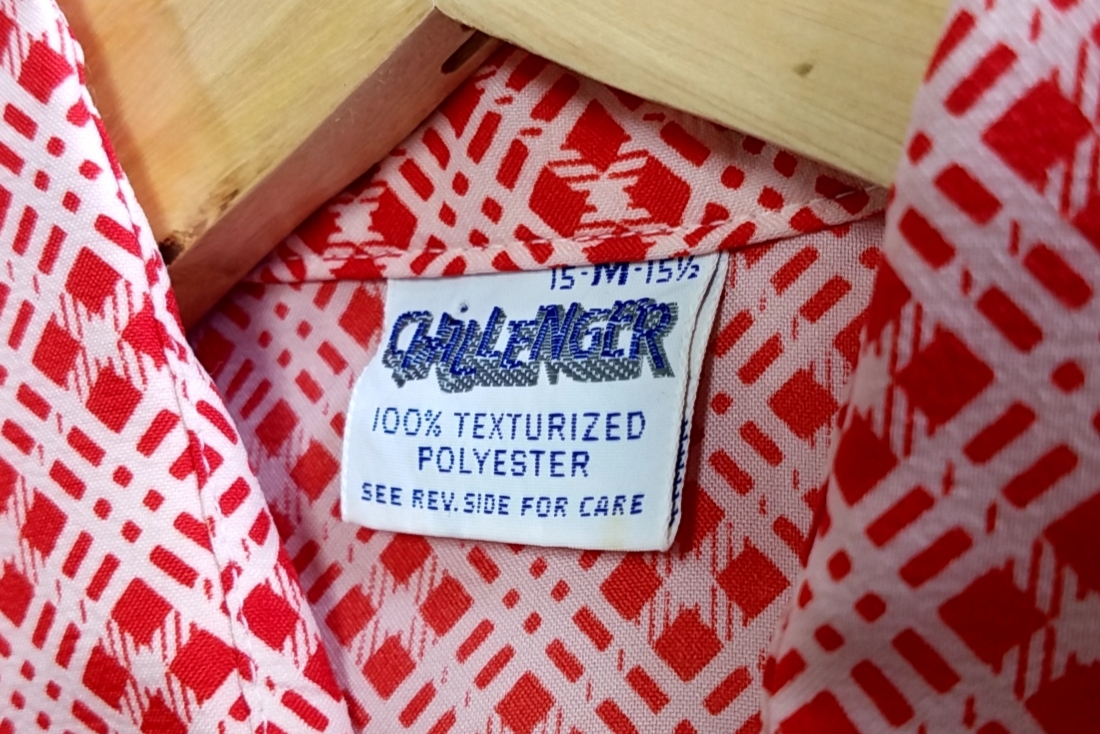 15-M-15½
CHALLENGER
100% TEXTURIZED
POLYESTER
SEE REV. SIDE FOR CARE